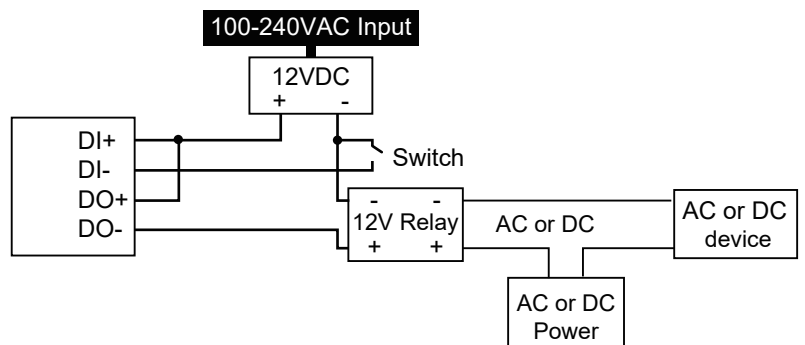 100-240VAC Input
12VDC
+ -
DI+
DI-
DO+
DO-
Switch
- -
12V Relay
+ +
AC or DC
AC or DC
device
AC or DC
Power